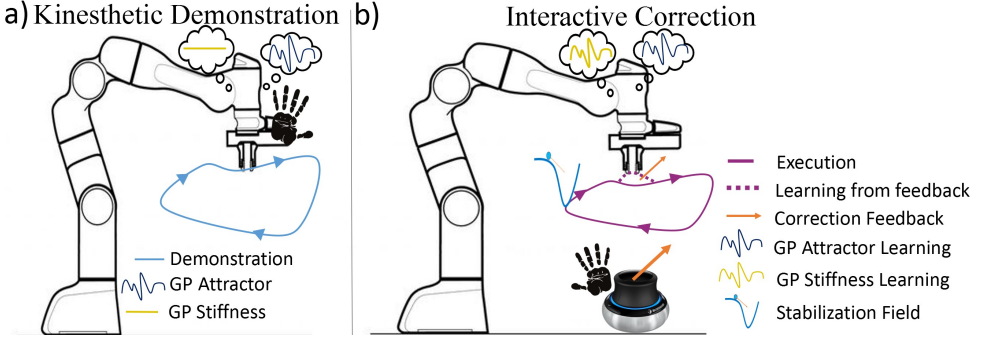 a) Kinesthetic Demonstration
b) Interactive Correction
Demonstration
GP Attractor
GP Stiffness
Execution
Learning from feedback
Correction Feedback
GP Attractor Learning
GP Stiffness Learning
Stabilization Field